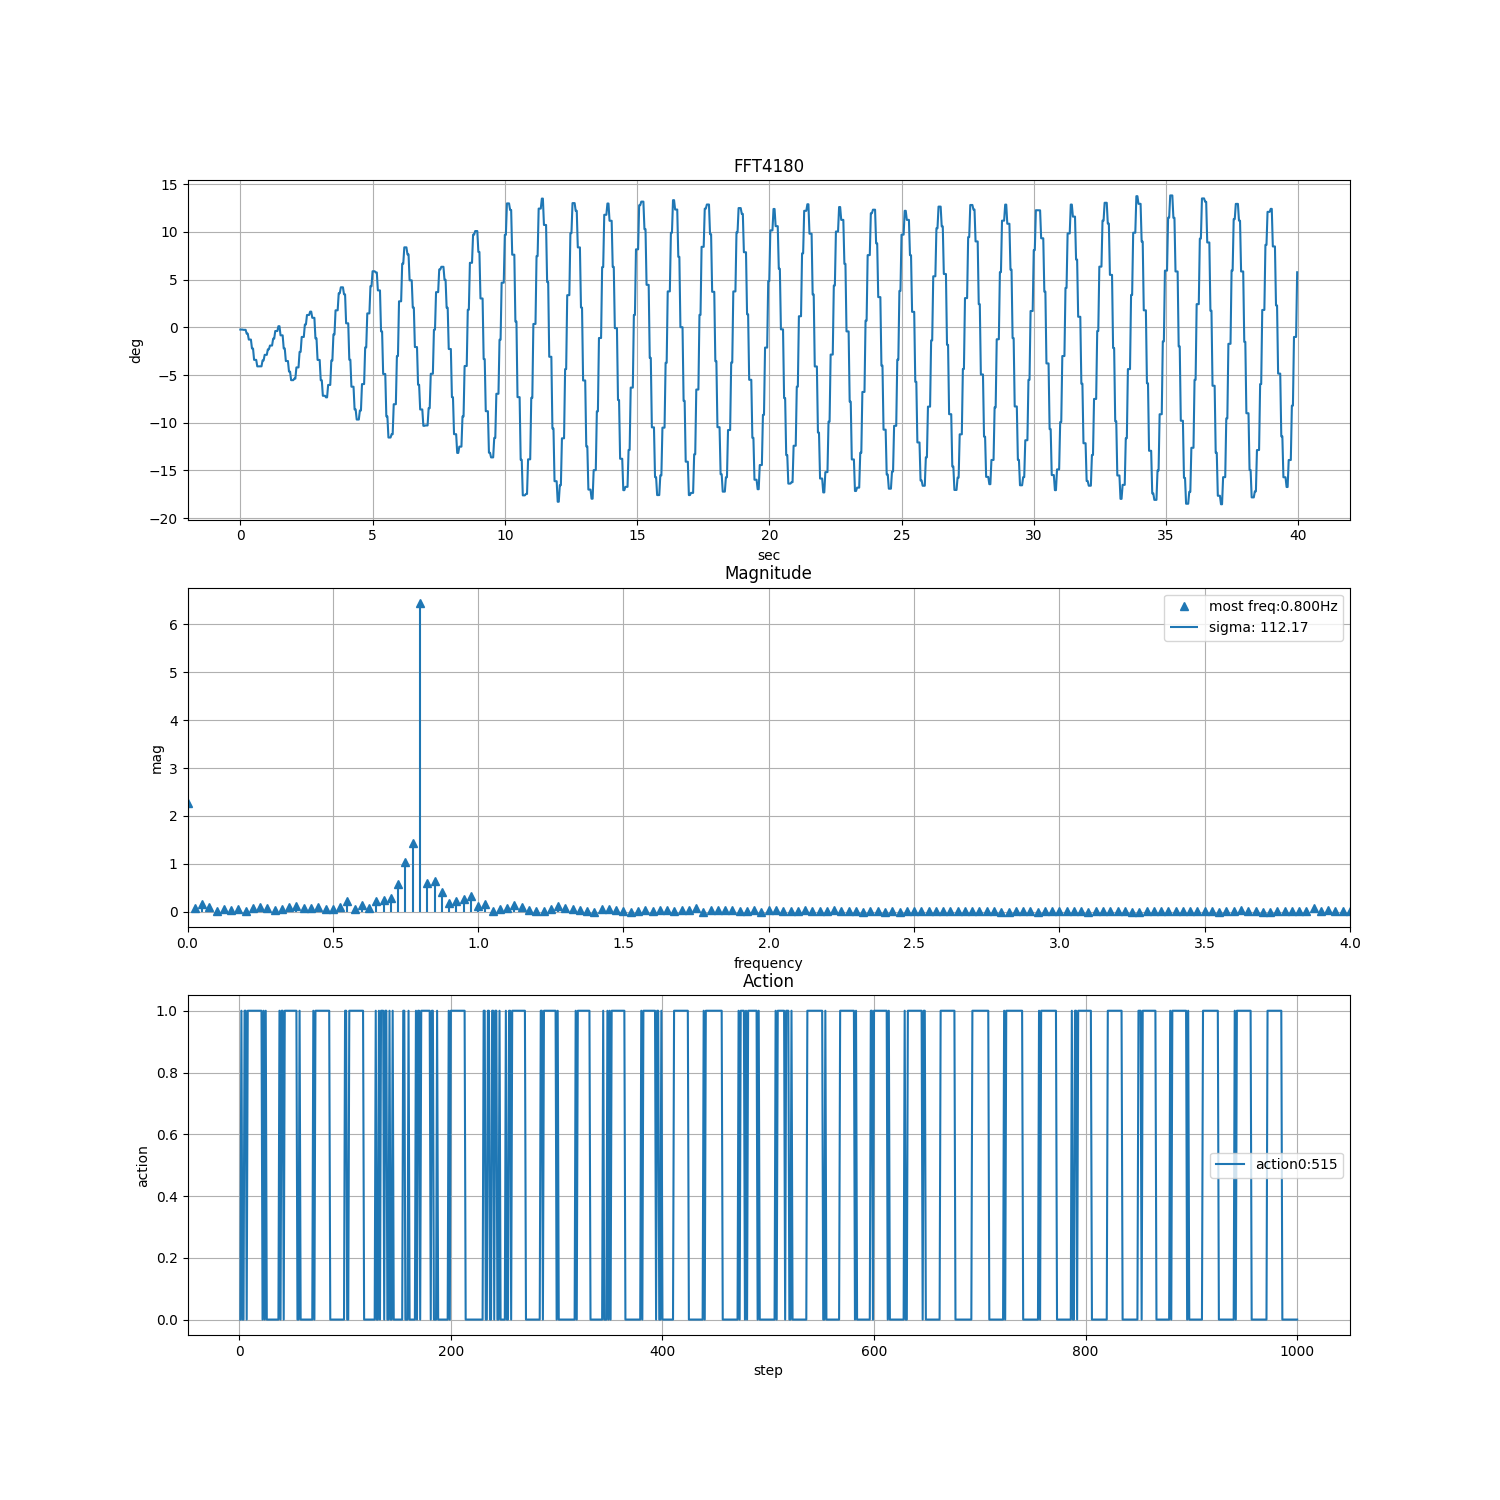 FFT4180
15
10
5
0
−5
−10
−15
−20
deg
0 5 10 15 20 25 30 35 40
sec
Magnitude
most freq:0.800Hz
sigma: 112.17
6
5
4
3
2
1
0
mag
0.0 0.5 1.0 1.5 2.0 2.5 3.0 3.5 4.0
frequency
Action
1.0
0.8
0.6
0.4
0.2
0.0
action
action0:515
0 200 400 600 800 1000
step